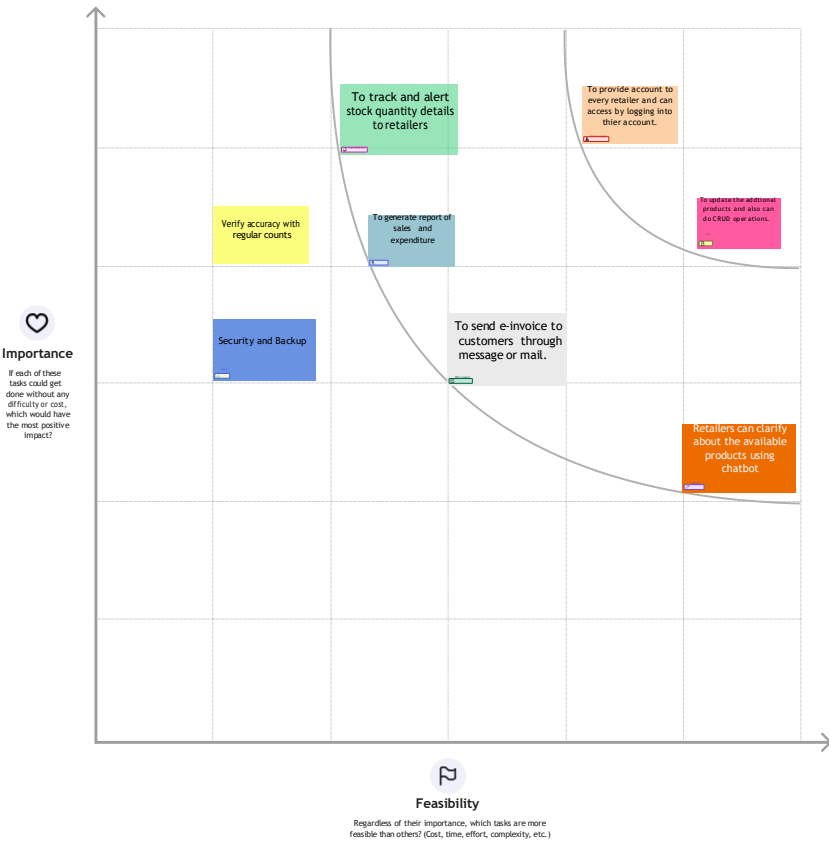 To track and alert
stock quantity details
to retailers
To provide account to
every retailer and can
access by logging into
thier account.
To update the addtional
products and also can
do CRUD operations.
Verify accuracy with
regular counts
To generate report of
sales and
expenditure
Security and Backup
To send e-invoice to
customers through
message or mail.
Retailers can clarify
about the available
products using
chatbot
Importance
If each of these
tasks could get
done without any
difficulty or cost,
which would have
the most positive
impact?
Feasibility
Regardless of their importance, which tasks are more
feasible than others? (Cost, time, effort, complexity, etc.)